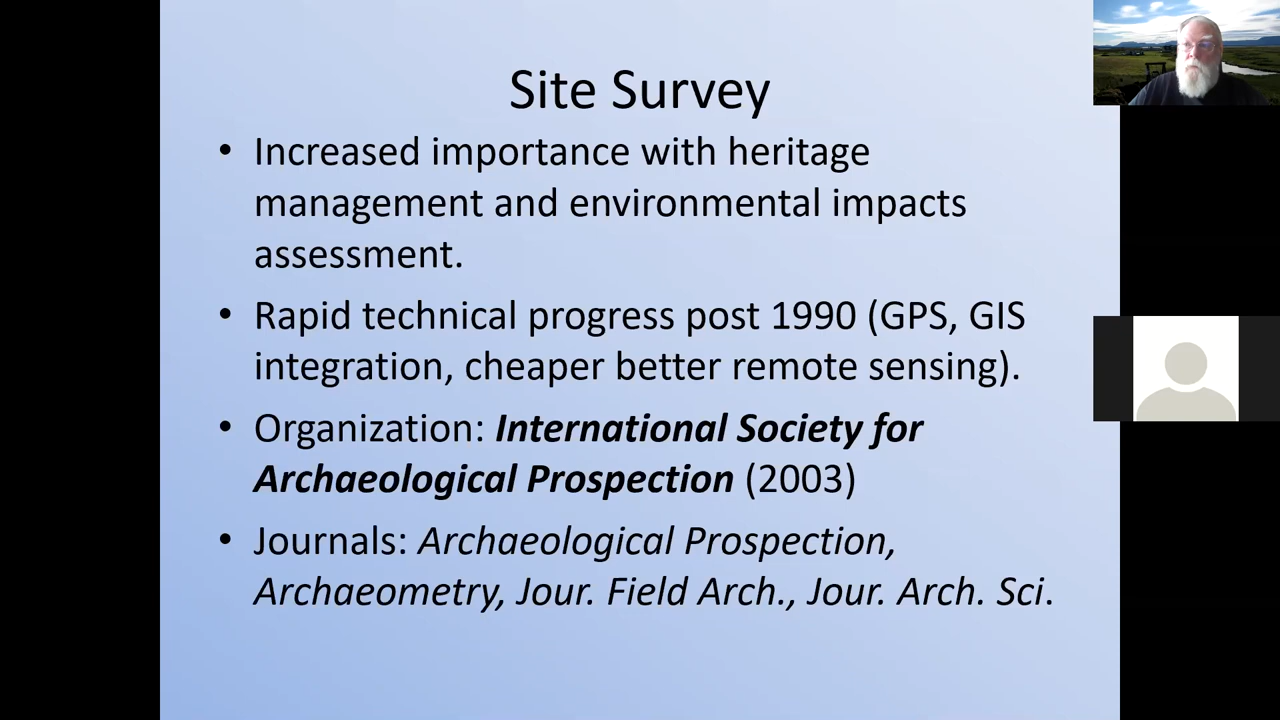 Site Survey
• Increased importance with heritage
management and environmental impacts
assessment.
• Rapid technical progress post 1990 (GPS, GIS
integration, cheaper better remote sensing).
• Organization: International Society for
Archaeological Prospection (2003)
• Journals: Archaeological Prospection,
Archaeometry, Jour. Field Arch., Jour. Arch. Sci.